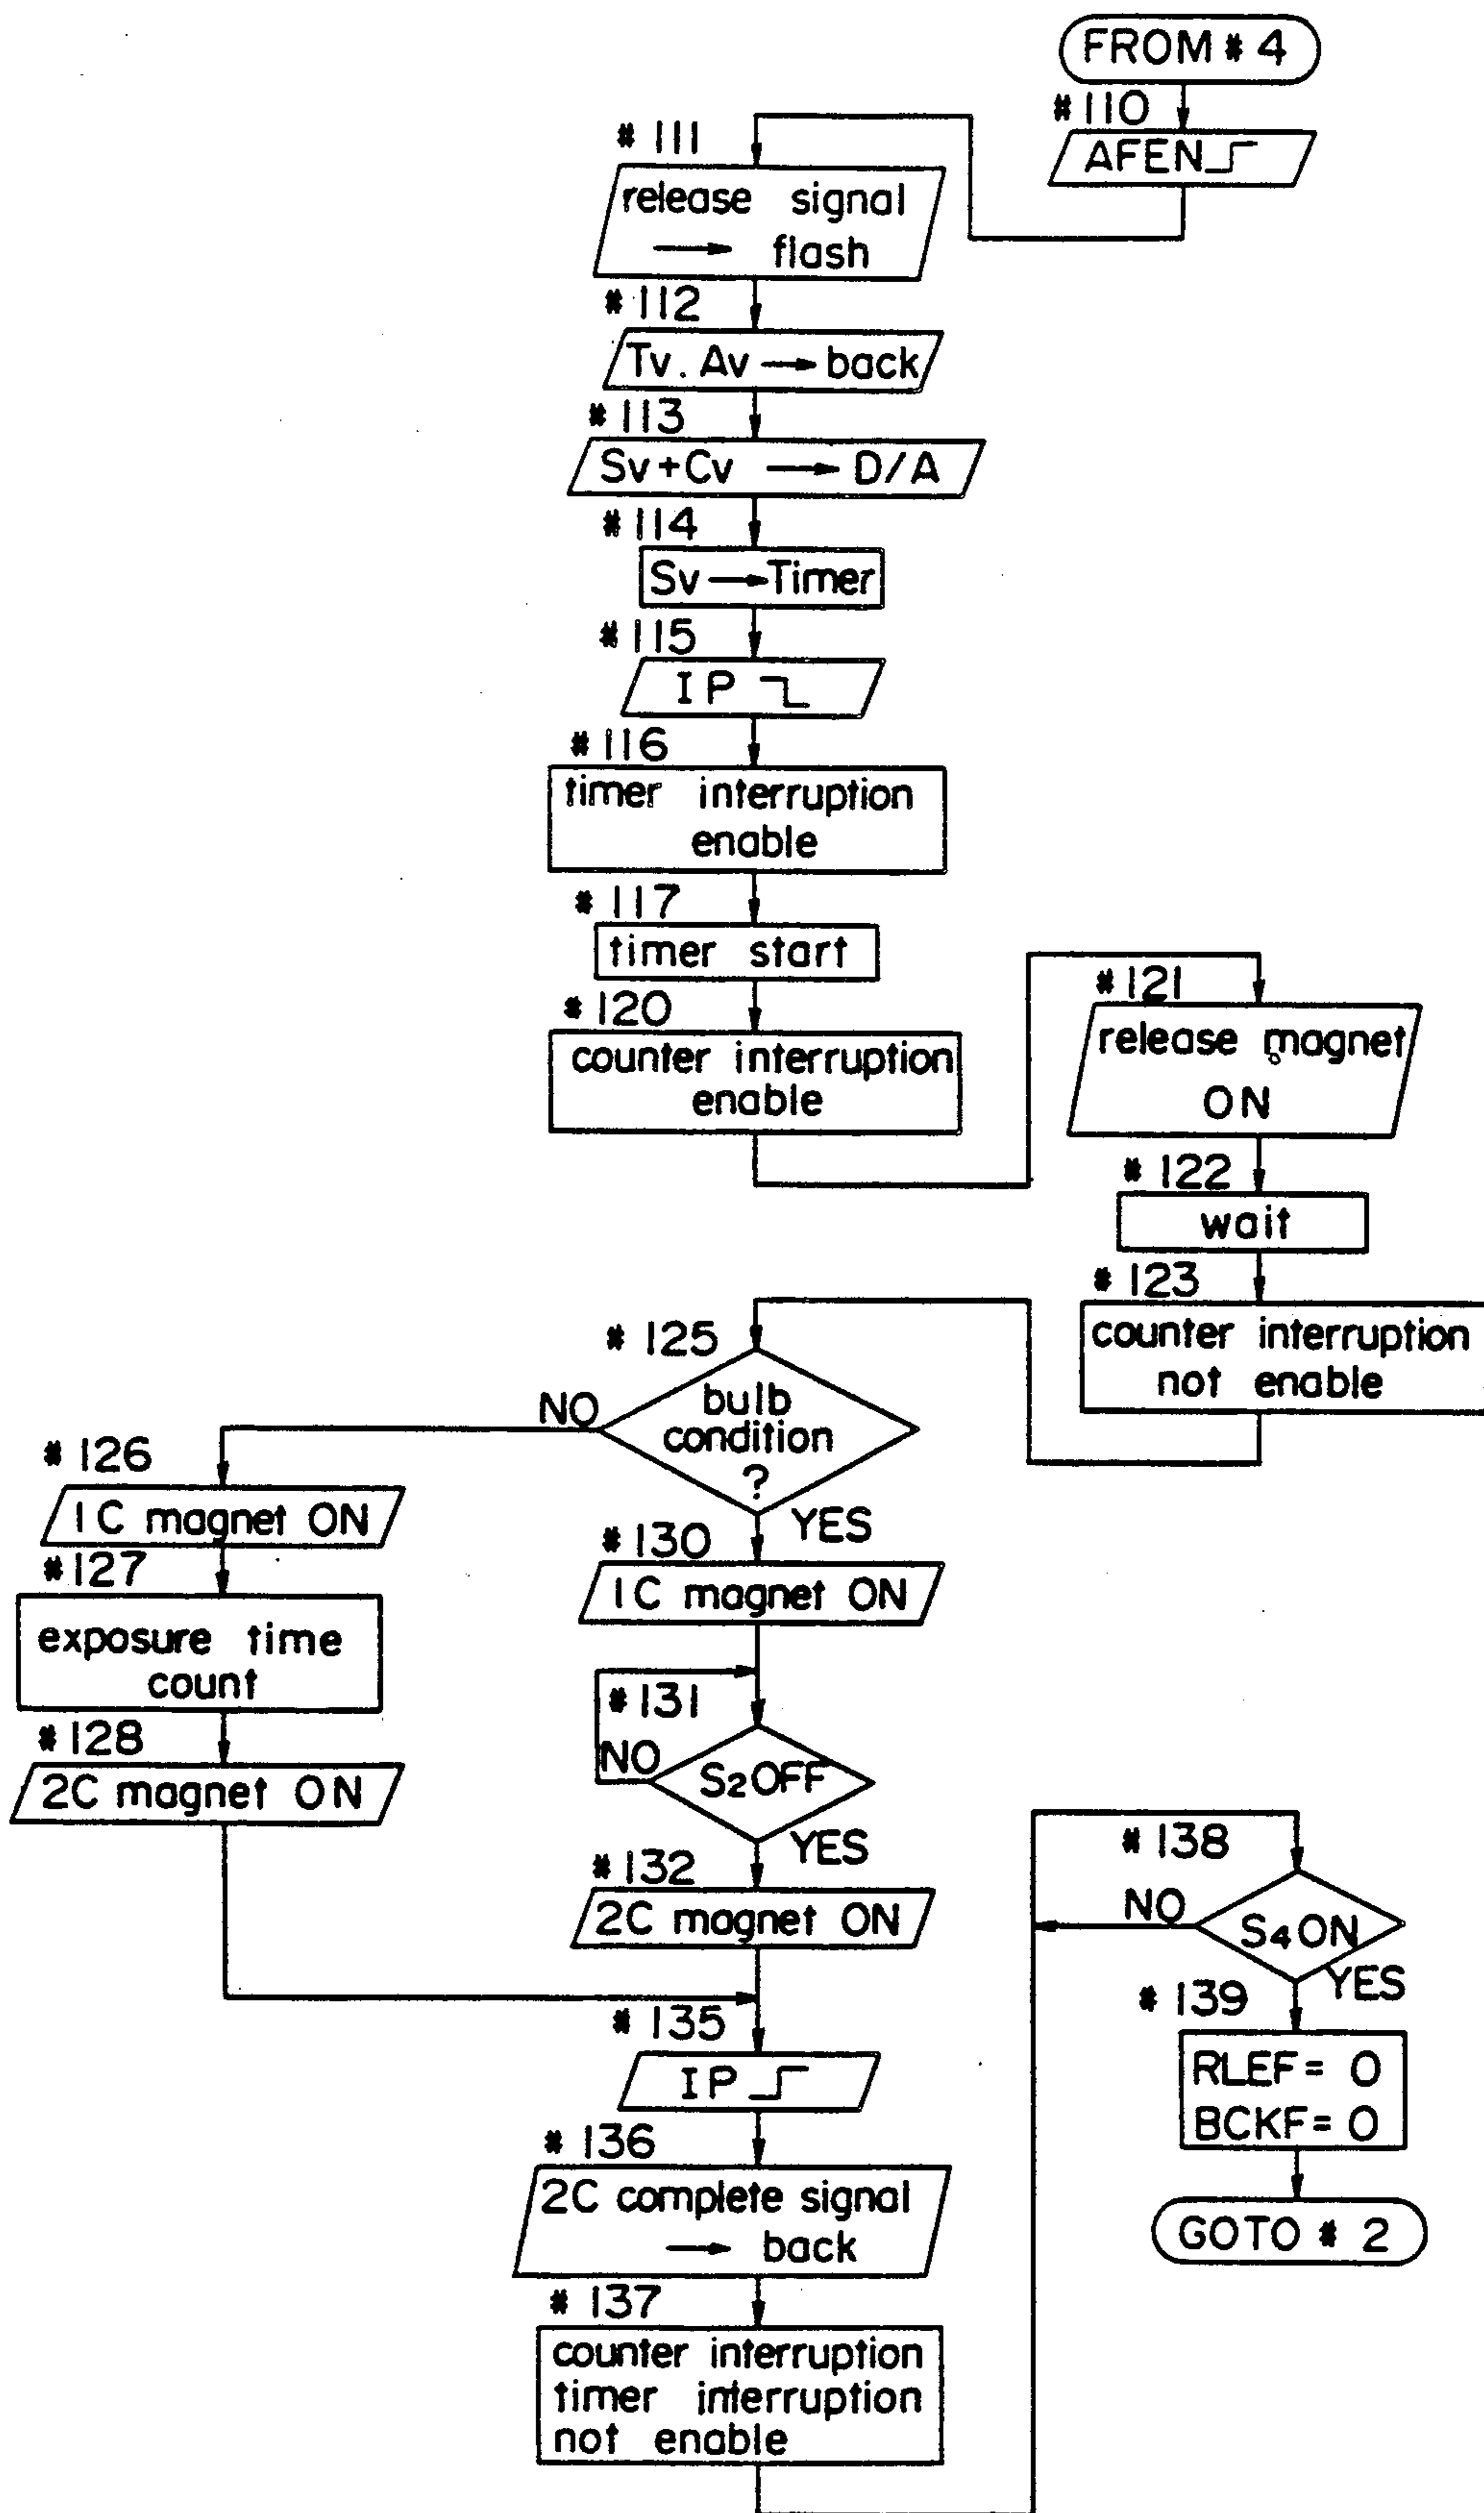 FROM # 4
#110
AFEN
#111
release signal
→ flash
#112
Tv. Av → back
#113
Sv+Cv → D/A
#114
Sv → Timer
#115
IP
#116
timer interruption
enable
#117
timer start
#120
counter interruption
enable
#121
release magnet
ON
#122
wait
#123
counter interruption
not enable
#125
bulb
condition
?
NO
YES
#126
1C magnet ON
#127
exposure time
count
#128
2C magnet ON
#130
1C magnet ON
#131
NO
S2OFF
YES
#132
2C magnet ON
#135
IP
#136
2C complete signal
→ back
#137
counter interruption
timer interruption
not enable
#138
NO
S4ON
YES
#139
RLEF= 0
BCKF= 0
GOTO # 2